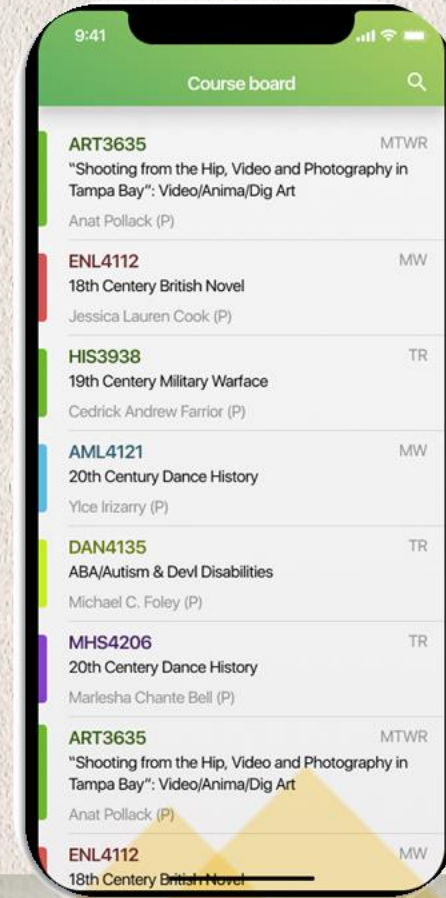 9:41
Course board
ART3635 MTWR
"Shooting from the Hip, Video and Photography in
Tampa Bay": Video/Anima/Dig Art
Anat Pollack (P)
ENL4112 MW
18th Centery British Novel
Jessica Lauren Cook (P)
HIS3938 TR
19th Centery Military Warface
Cedrick Andrew Farrior (P)
AML4121 MW
20th Century Dance History
Ylce Irizarry (P)
DAN4135 TR
ABA/Autism & Devl Disabilities
Michael C. Foley (P)
MHS4206 TR
20th Centery Dance History
Marlesha Chante Bell (P)
ART3635 MTWR
"Shooting from the Hip, Video and Photography in
Tampa Bay": Video/Anima/Dig Art
Anat Pollack (P)
ENL4112 MW
18th Centery British Novel